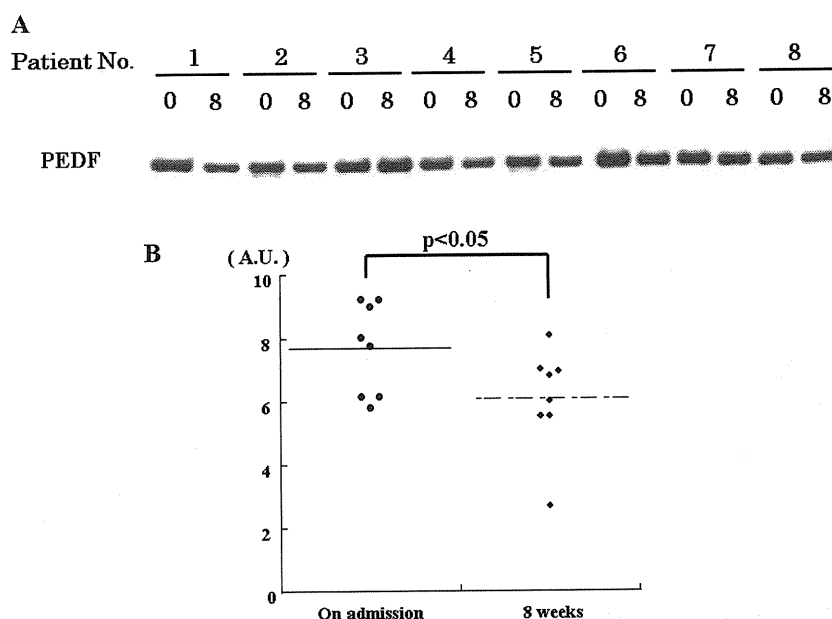 A
Patient No. 1 2 3 4 5 6 7 8
0 8 0 8 0 8 0 8 0 8 0 8 0 8 0 8
PEDF
B
(A.U.)
p<0.05
10
8
6
4
2
0
On admission 8 weeks